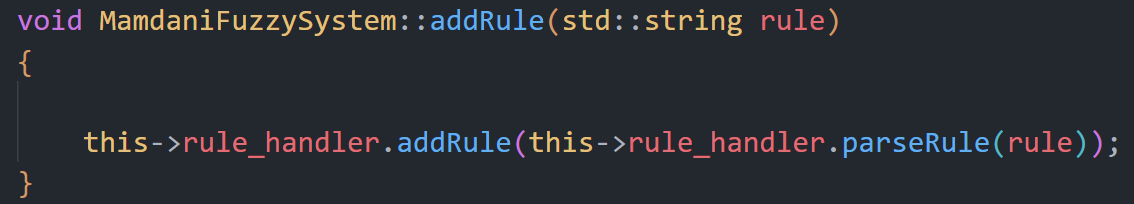 void MamdaniFuzzySystem::addRule(std::string rule)
{
    this->rule_handler.addRule(this->rule_handler.parseRule(rule));
}